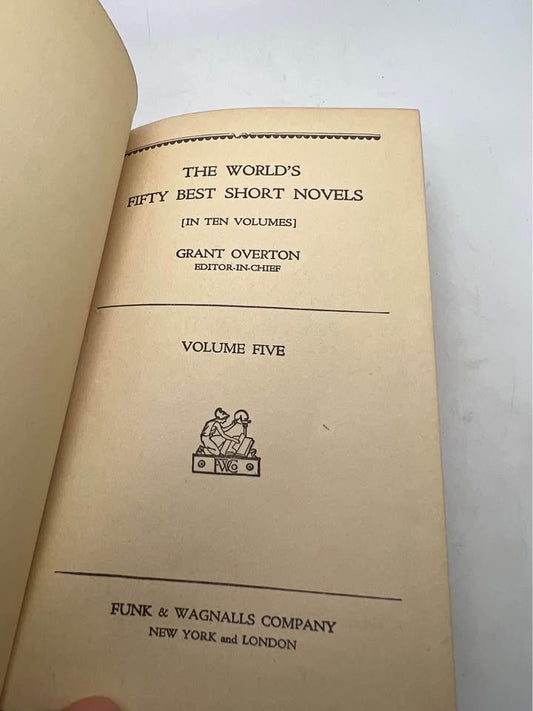 THE WORLD'S
FIFTY BEST SHORT NOVELS
[IN TEN VOLUMES]
GRANT OVERTON
EDITOR-IN-CHIEF
VOLUME FIVE
FWCo
FUNK & WAGNALLS COMPANY
NEW YORK and LONDON